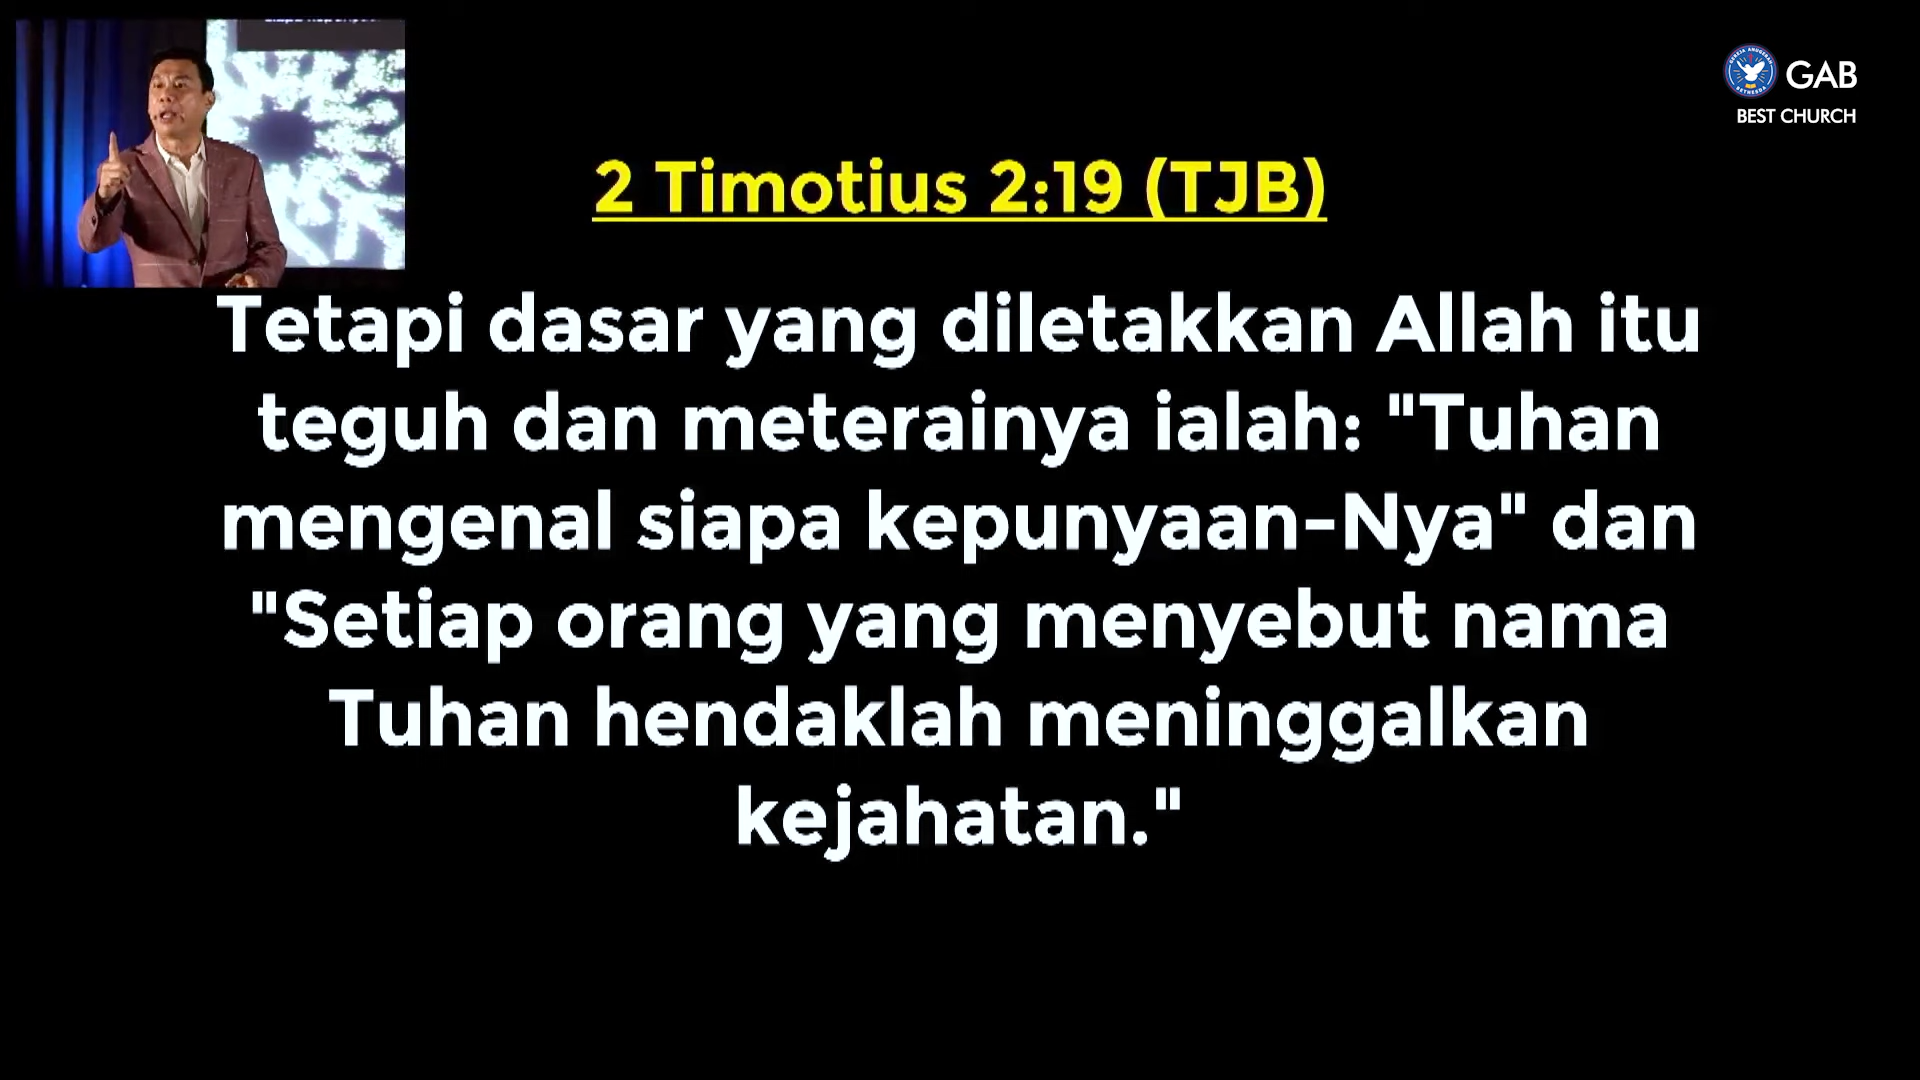 GAB
BEST CHURCH
2 Timotius 2:19 (TJB)
Tetapi dasar yang diletakkan Allah itu
teguh dan meterainya ialah: "Tuhan
mengenal siapa kepunyaan-Nya" dan
"Setiap orang yang menyebut nama
Tuhan hendaklah meninggalkan
kejahatan."